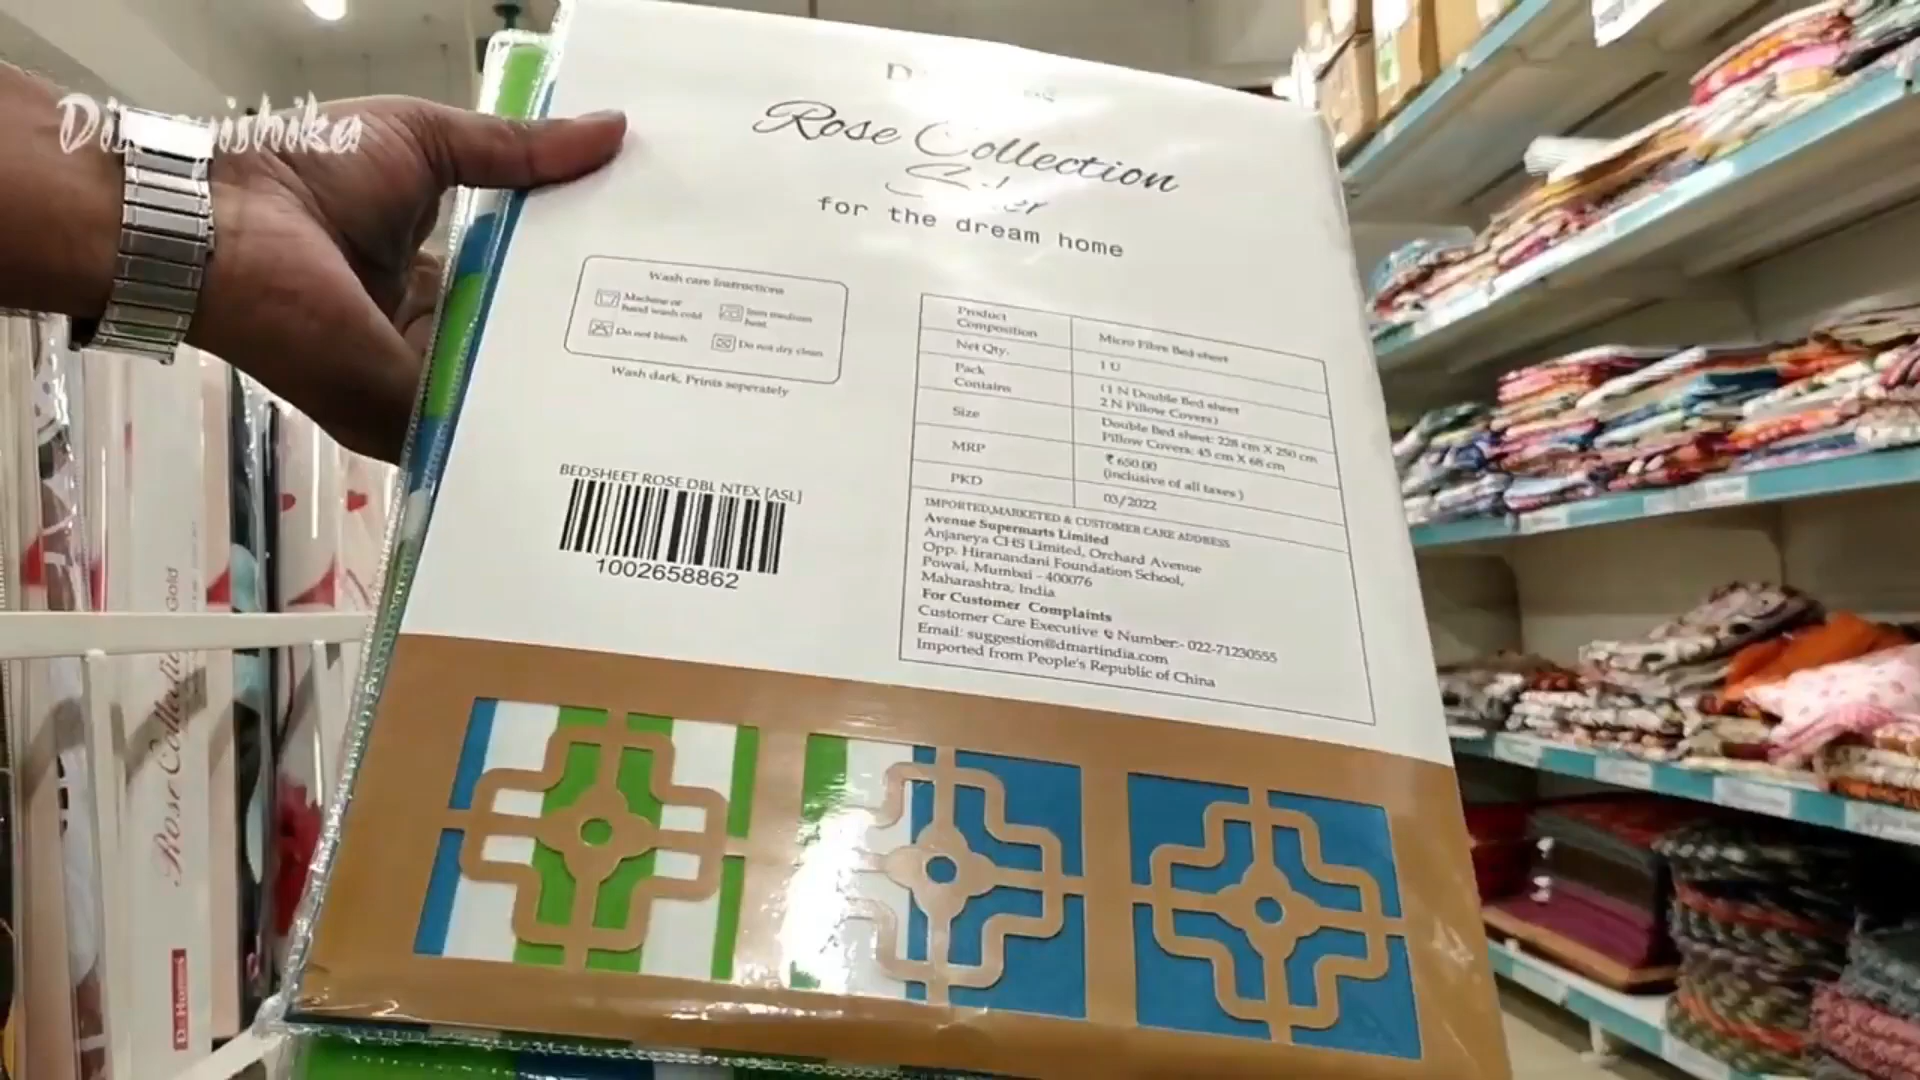 Rose Collection
for the dream home
Wash care Instructions
Machine or
hand wash cold
Iron medium
heat
Do not bleach
Do not dry clean
Wash dark, Prints seperately
BEDSHEET ROSE DBL NTEX [ASL]
1002658862
Product
Composition
Micro Fibre Bed sheet
Net Qty.
1 U
Pack
Contains
(1 N Double Bed sheet
2 N Pillow Covers)
Size
Double Bed sheet: 228 cm X 250 cm
Pillow Covers: 45 cm X 68 cm
MRP
₹ 650.00
(inclusive of all taxes )
PKD
03/2022
IMPORTED,MARKETED & CUSTOMER CARE ADDRESS
Avenue Supermarts Limited
Anjaneya CHS Limited, Orchard Avenue
Opp. Hiranandani Foundation School,
Powai, Mumbai - 400076
Maharashtra, India
For Customer Complaints
Customer Care Executive Number:- 022-71230555
Email: suggestion@dmartindia.com
Imported from People's Republic of China
Rose Collection
Gold
D Homes